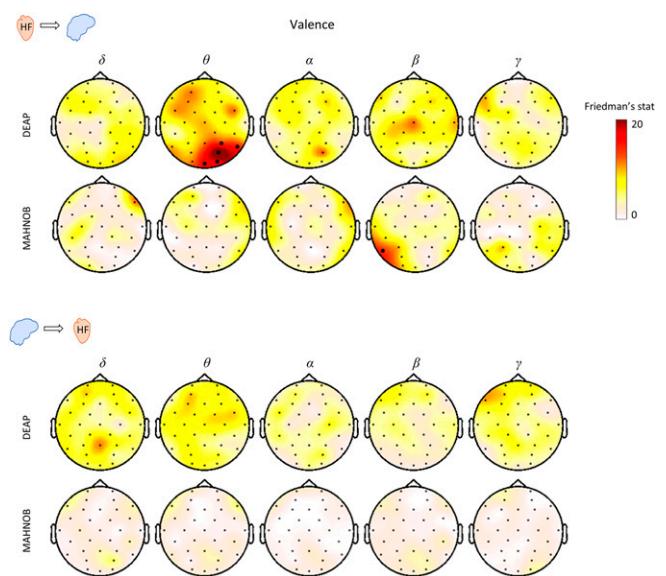 HF
Valence
δ θ α β γ
Friedman's stat
20
0
DEAP
MAHNOB
HF
δ θ α β γ
DEAP
MAHNOB